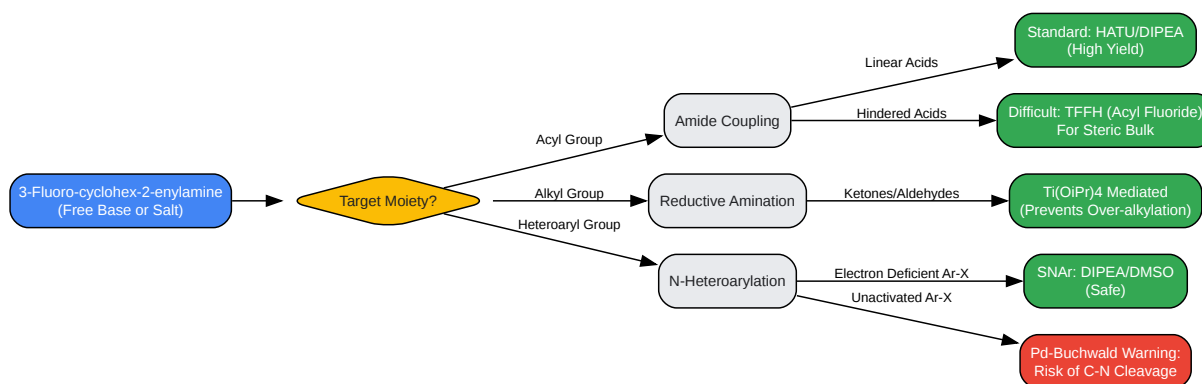 3-Fluoro-cyclohex-2-enylamine
(Free Base or Salt)
Target Moiety?
Acyl Group
Alkyl Group
Heteroaryl Group
Amide Coupling
Reductive Amination
N-Heteroarylation
Linear Acids
Hindered Acids
Ketones/Aldehydes
Electron Deficient Ar-X
Unactivated Ar-X
Standard: HATU/DIPEA
(High Yield)
Difficult: TFFH (Acyl Fluoride)
For Steric Bulk
Ti(OiPr)4 Mediated
(Prevents Over-alkylation)
SNAr: DIPEA/DMSO
(Safe)
Pd-Buchwald Warning:
Risk of C-N Cleavage